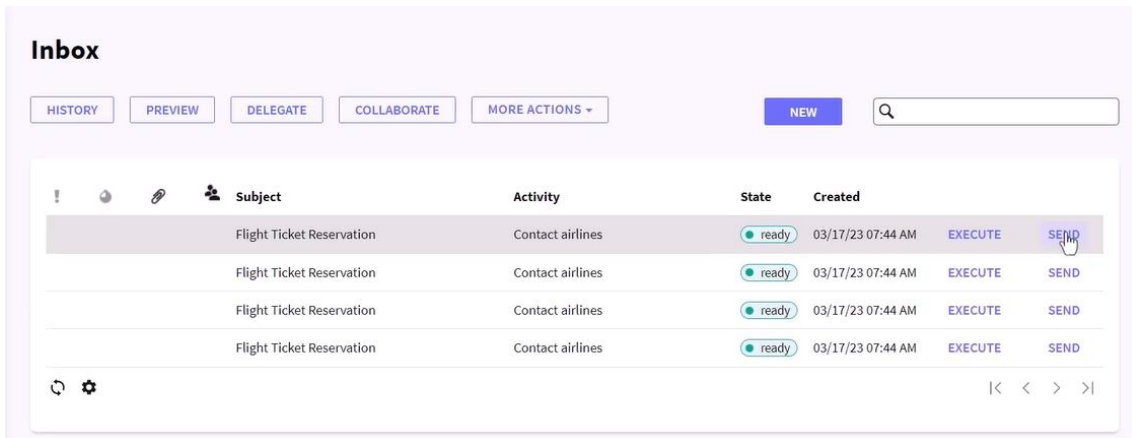 Inbox
HISTORY PREVIEW DELEGATE COLLABORATE MORE ACTIONS NEW
Subject Activity State Created
Flight Ticket Reservation Contact airlines ready 03/17/23 07:44 AM EXECUTE SEND
Flight Ticket Reservation Contact airlines ready 03/17/23 07:44 AM EXECUTE SEND
Flight Ticket Reservation Contact airlines ready 03/17/23 07:44 AM EXECUTE SEND
Flight Ticket Reservation Contact airlines ready 03/17/23 07:44 AM EXECUTE SEND